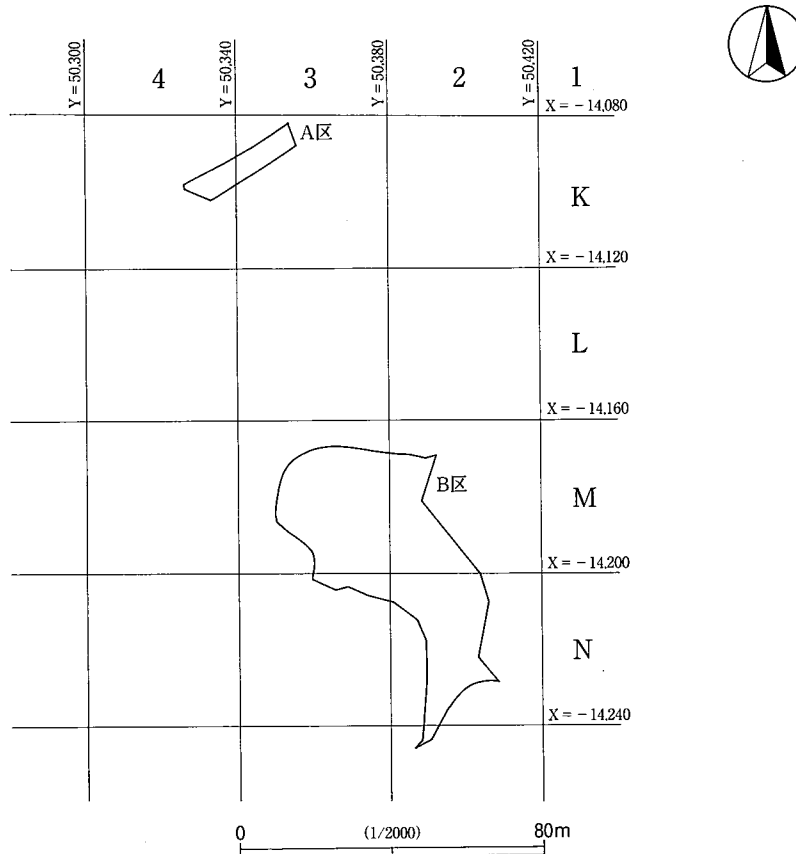 Y = 50,300
4
Y = 50,340
3
Y = 50,380
2
Y = 50,420
1
X = −14,080
A区
K
X = −14,120
L
X = −14,160
B区
M
X = −14,200
N
X = −14,240
0 (1/2000) 80m